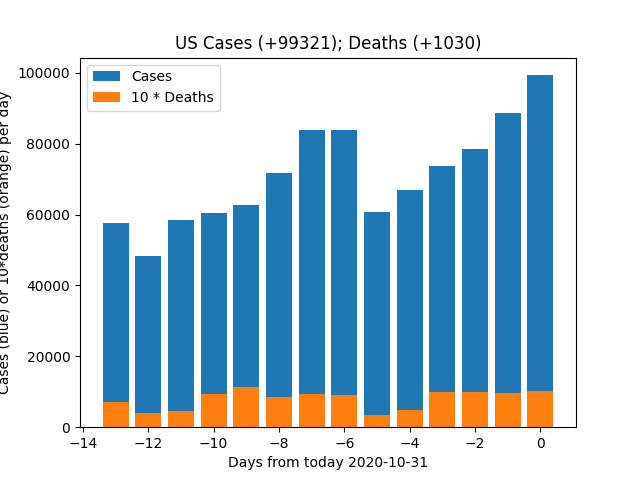 US Cases (+99321); Deaths (+1030)
Cases
10 * Deaths
Cases (blue) or 10*deaths (orange) per day
100000
80000
60000
40000
20000
0
−14 −12 −10 −8 −6 −4 −2 0
Days from today 2020-10-31